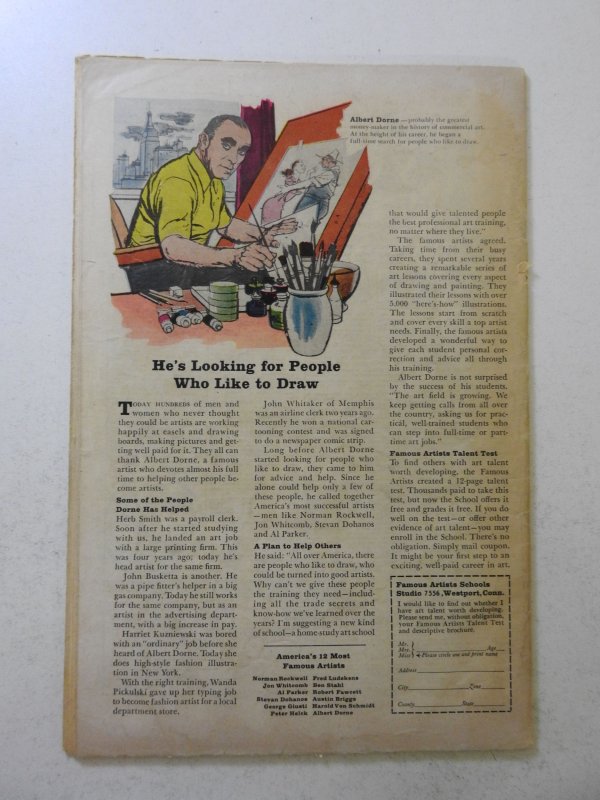 Albert Dorne—probably the greatest
money-maker in the history of commercial art.
At the height of his career, he began a
full-time search for people who like to draw.
He's Looking for People
Who Like to Draw
TODAY HUNDREDS of men and
women who never thought
they could be artists are working
happily at easels and drawing
boards, making pictures and get-
ting well paid for it. They all can
thank Albert Dorne, a famous
artist who devotes almost his full
time to helping other people be-
come artists.
Some of the People
Dorne Has Helped
Herb Smith was a payroll clerk.
Soon after he started studying
with us, he landed an art job
with a large printing firm. This
was four years ago; today he's
head artist for the same firm.
John Busketta is another. He
was a pipe fitter's helper in a big
gas company. Today he still works
for the same company, but as an
artist in the advertising depart-
ment, with a big increase in pay.
Harriet Kuzniewski was bored
with an "ordinary" job before she
heard of Albert Dorne. Today she
does high-style fashion illustra-
tion in New York.
With the right training, Wanda
Pickulski gave up her typing job
to become fashion artist for a local
department store.
John Whitaker of Memphis
was an airline clerk two years ago.
Recently he won a national car-
tooning contest and was signed
to do a newspaper comic strip.
Long before Albert Dorne
started looking for people who
like to draw, they came to him
for advice and help. Since he
alone could help only a few of
these people, he called together
America's most successful artists
—men like Norman Rockwell,
Jon Whitcomb, Stevan Dohanos
and Al Parker.
A Plan to Help Others
He said: "All over America, there
are people who like to draw, who
could be turned into good artists.
Why can't we give these people
the training they need—includ-
ing all the trade secrets and
know-how we've learned over the
years? I'm suggesting a new kind
of school—a home-study art school
America's 12 Most
Famous Artists
Norman Rockwell Fred Ludekens
Jon Whitcomb Ben Stahl
Al Parker Robert Fawcett
Stevan Dohanos Austin Briggs
George Giusti Harold Von Schmidt
Peter Helck Albert Dorne
that would give talented people
the best professional art training,
no matter where they live."
The famous artists agreed.
Taking time from their busy
careers, they spent several years
creating a remarkable series of
art lessons covering every aspect
of drawing and painting. They
illustrated their lessons with over
5,000 "here's-how" illustrations.
The lessons start from scratch
and cover every skill a top artist
needs. Finally, the famous artists
developed a wonderful way to
give each student personal cor-
rection and advice all through
his training.
Albert Dorne is not surprised
by the success of his students.
"The art field is growing. We
keep getting calls from all over
the country, asking us for prac-
tical, well-trained students who
can step into full-time or part-
time art jobs."
Famous Artists Talent Test
To find others with art talent
worth developing, the Famous
Artists created a 12-page talent
test. Thousands paid to take this
test, but now the School offers it
free and grades it free. If you do
well on the test—or offer other
evidence of art talent—you may
enroll in the School. There's no
obligation. Simply mail coupon.
It might be your first step to an
exciting, well-paid career in art.
Famous Artists Schools
Studio 7356, Westport, Conn.
I would like to find out whether I
have art talent worth developing.
Please send me, without obligation,
your Famous Artists Talent Test
and descriptive brochure.
Mr.
Mrs. Age
Miss Please circle one and print name
Address
City Zone
County State